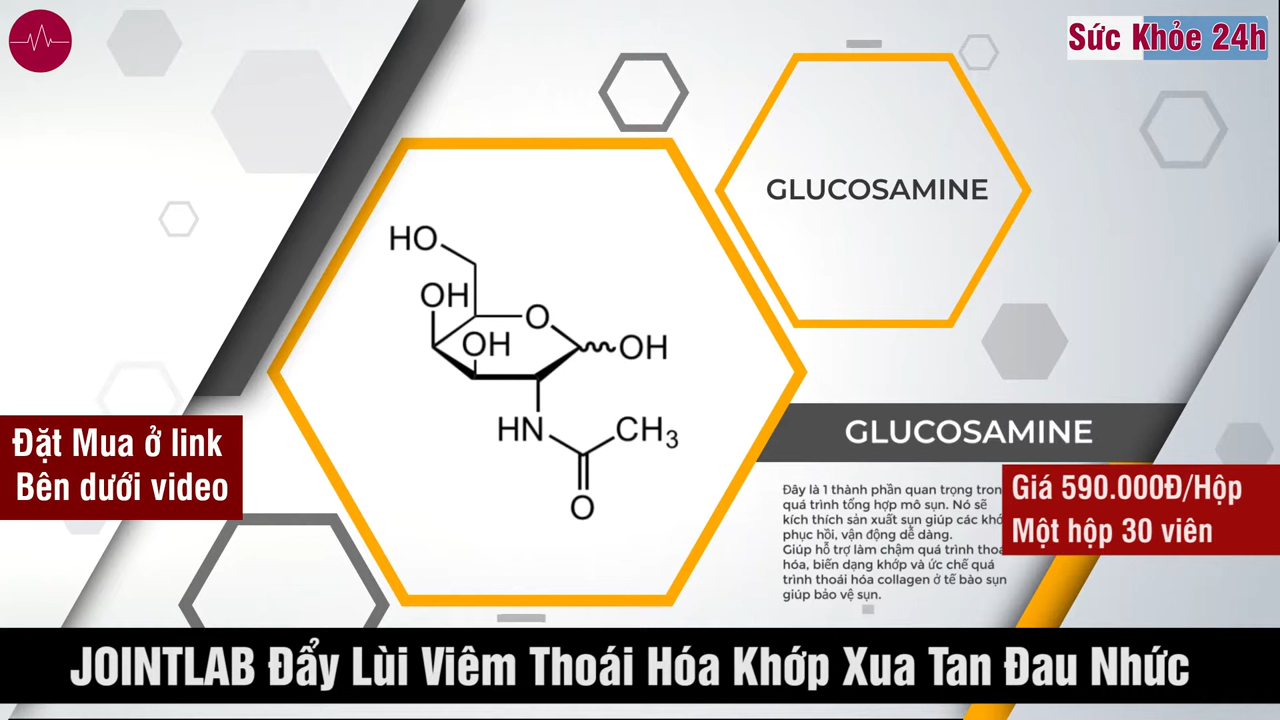 Sức Khỏe 24h
GLUCOSAMINE
HO
OH
O
OH
OH
HN
CH3
O
GLUCOSAMINE
Đặt Mua ở link
Bên dưới video
Đây là 1 thành phần quan trọng tron
quá trình tổng hợp mô sụn. Nó sẽ
kích thích sản xuất sụn giúp các khớ
phục hồi, vận động dễ dàng.
Giúp hỗ trợ làm chậm quá trình thoá
hóa, biến dạng khớp và ức chế quá
trình thoái hóa collagen ở tế bào sụn
giúp bảo vệ sụn.
Giá 590.000Đ/Hộp
Một hộp 30 viên
JOINTLAB Đẩy Lùi Viêm Thoái Hóa Khớp Xua Tan Đau Nhức